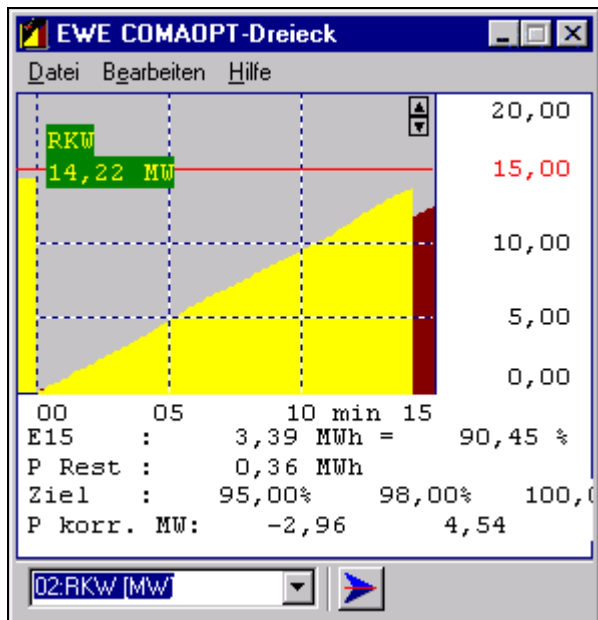 EWE COMAOPT-Dreieck
Datei Bearbeiten Hilfe
RKW
14,22 MW
20,00
15,00
10,00
5,00
0,00
00 05 10 min 15
E15 : 3,39 MWh = 90,45 %
P Rest : 0,36 MWh
Ziel : 95,00% 98,00% 100,0
P korr. MW: -2,96 4,54
02:RKW [MW]